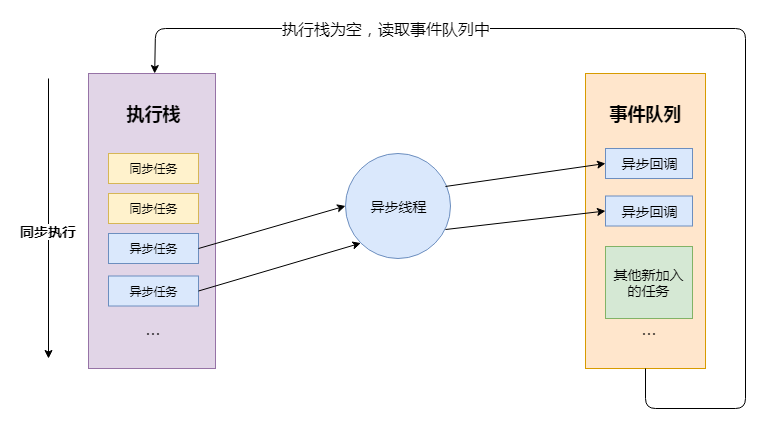 执行栈为空，读取事件队列中
执行栈
同步任务
同步任务
异步任务
异步任务
...
同步执行
异步线程
事件队列
异步回调
异步回调
其他新加入
的任务
...